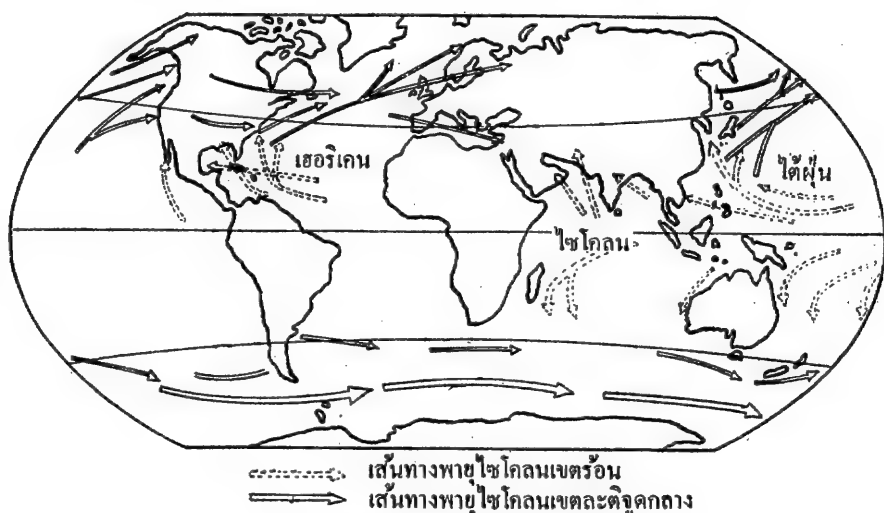 เฮอริเคน
ไต้ฝุ่น
ไซโคลน
เส้นทางพายุไซโคลนเขตร้อน
เส้นทางพายุไซโคลนเขตละติจูดกลาง